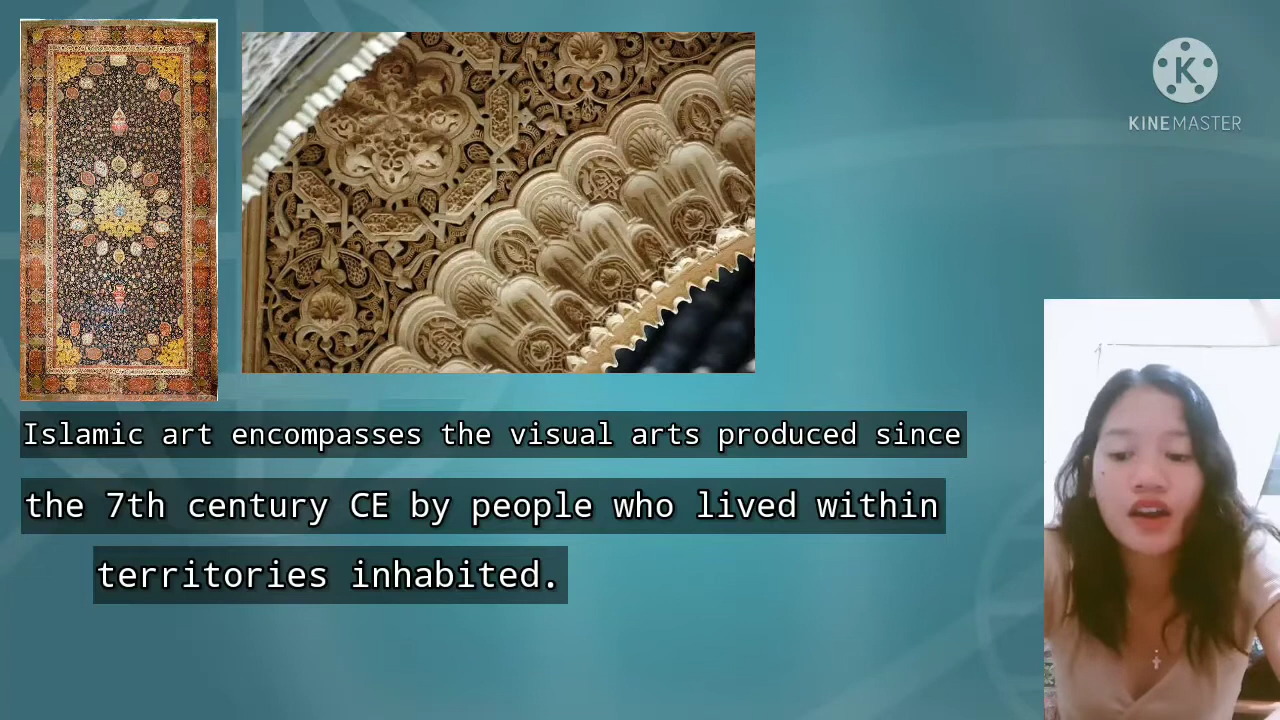 K
KINEMASTER
Islamic art encompasses the visual arts produced since
the 7th century CE by people who lived within
territories inhabited.